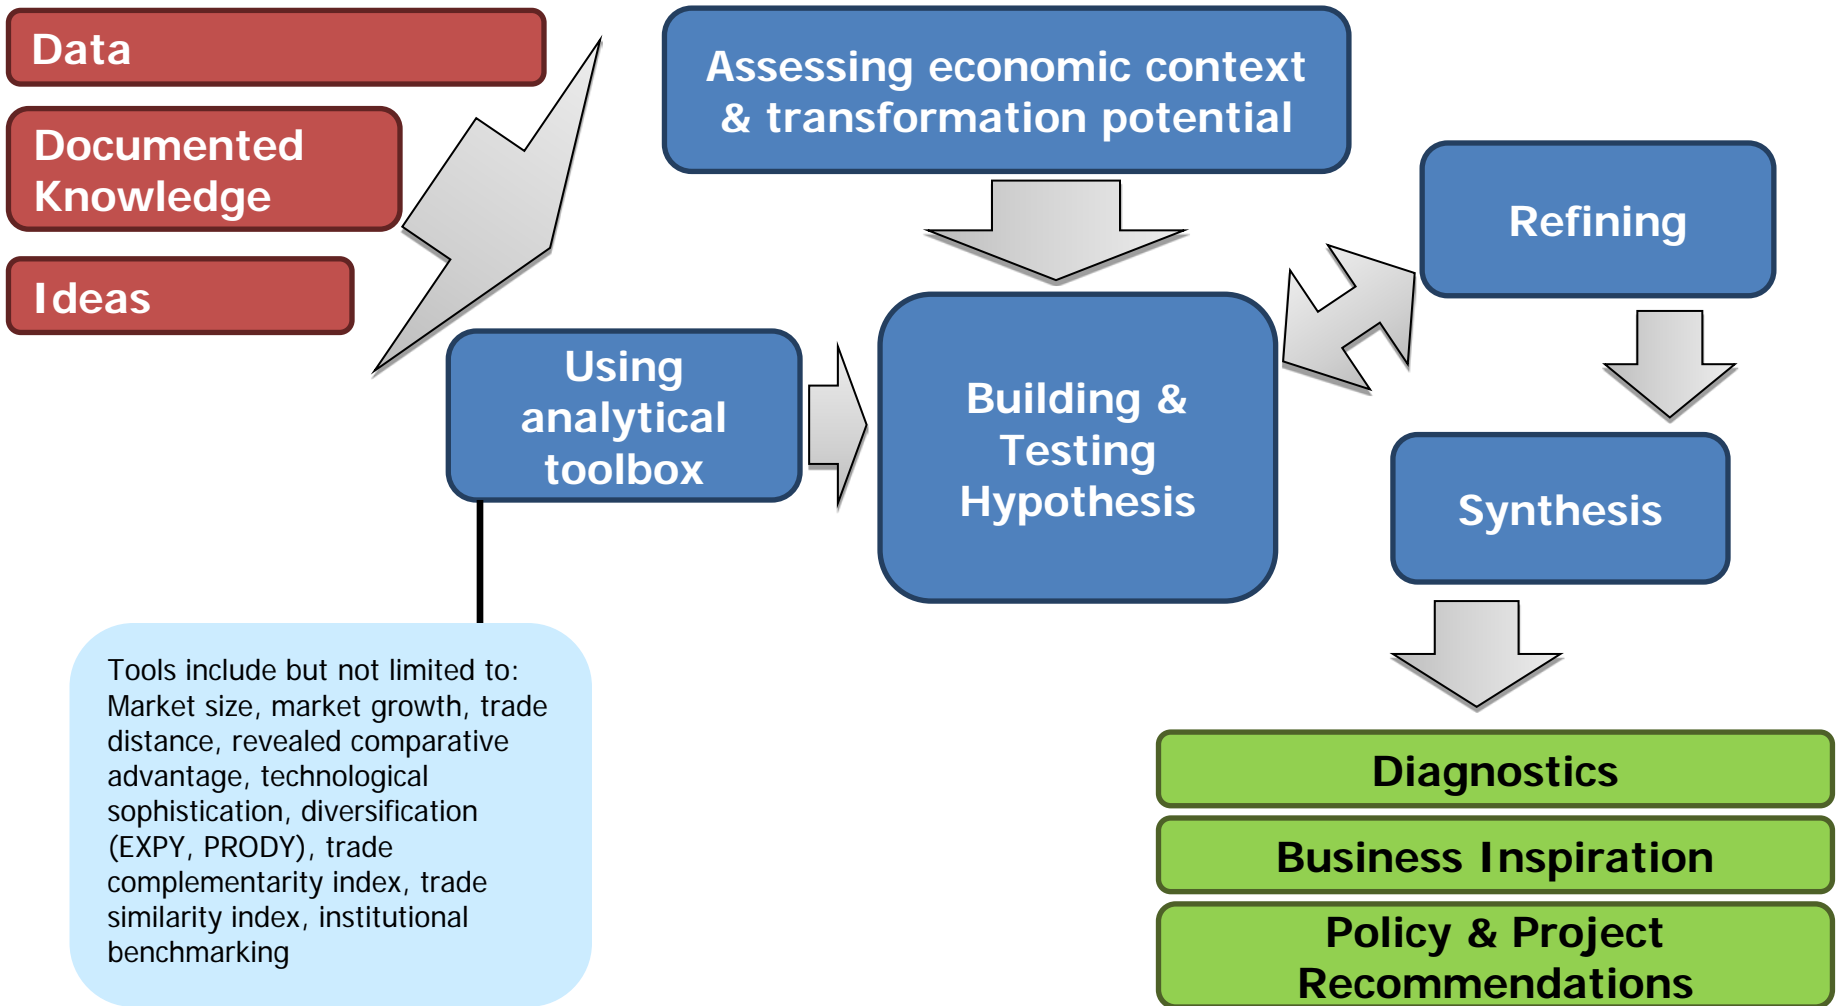 Data
Documented
Knowledge
Ideas
Assessing economic context
& transformation potential
Refining
Using
analytical
toolbox
Building &
Testing
Hypothesis
Synthesis
Tools include but not limited to:
Market size, market growth, trade
distance, revealed comparative
advantage, technological
sophistication, diversification
(EXPY, PRODY), trade
complementarity index, trade
similarity index, institutional
benchmarking
Diagnostics
Business Inspiration
Policy & Project
Recommendations